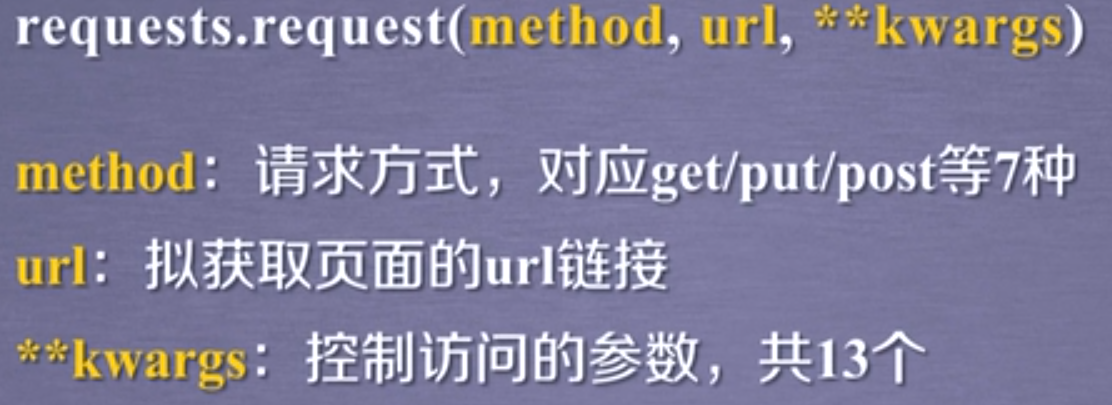 requests.request(method, url, **kwargs)
method：请求方式，对应get/put/post等7种
url：拟获取页面的url链接
**kwargs：控制访问的参数，共13个